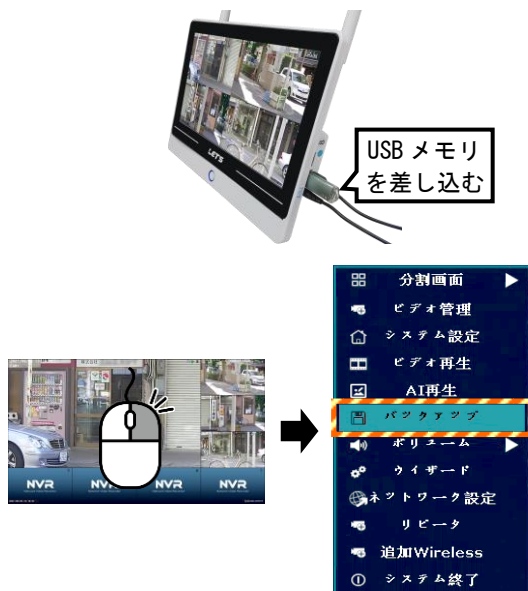 LET'S
USB メモリ
を差し込む
NVR
NVR
NVR
NVR
分割画面
ビデオ管理
システム設定
ビデオ再生
AI再生
バックアップ
ボリューム
ウィザード
ネットワーク設定
リピータ
追加Wireless
システム終了